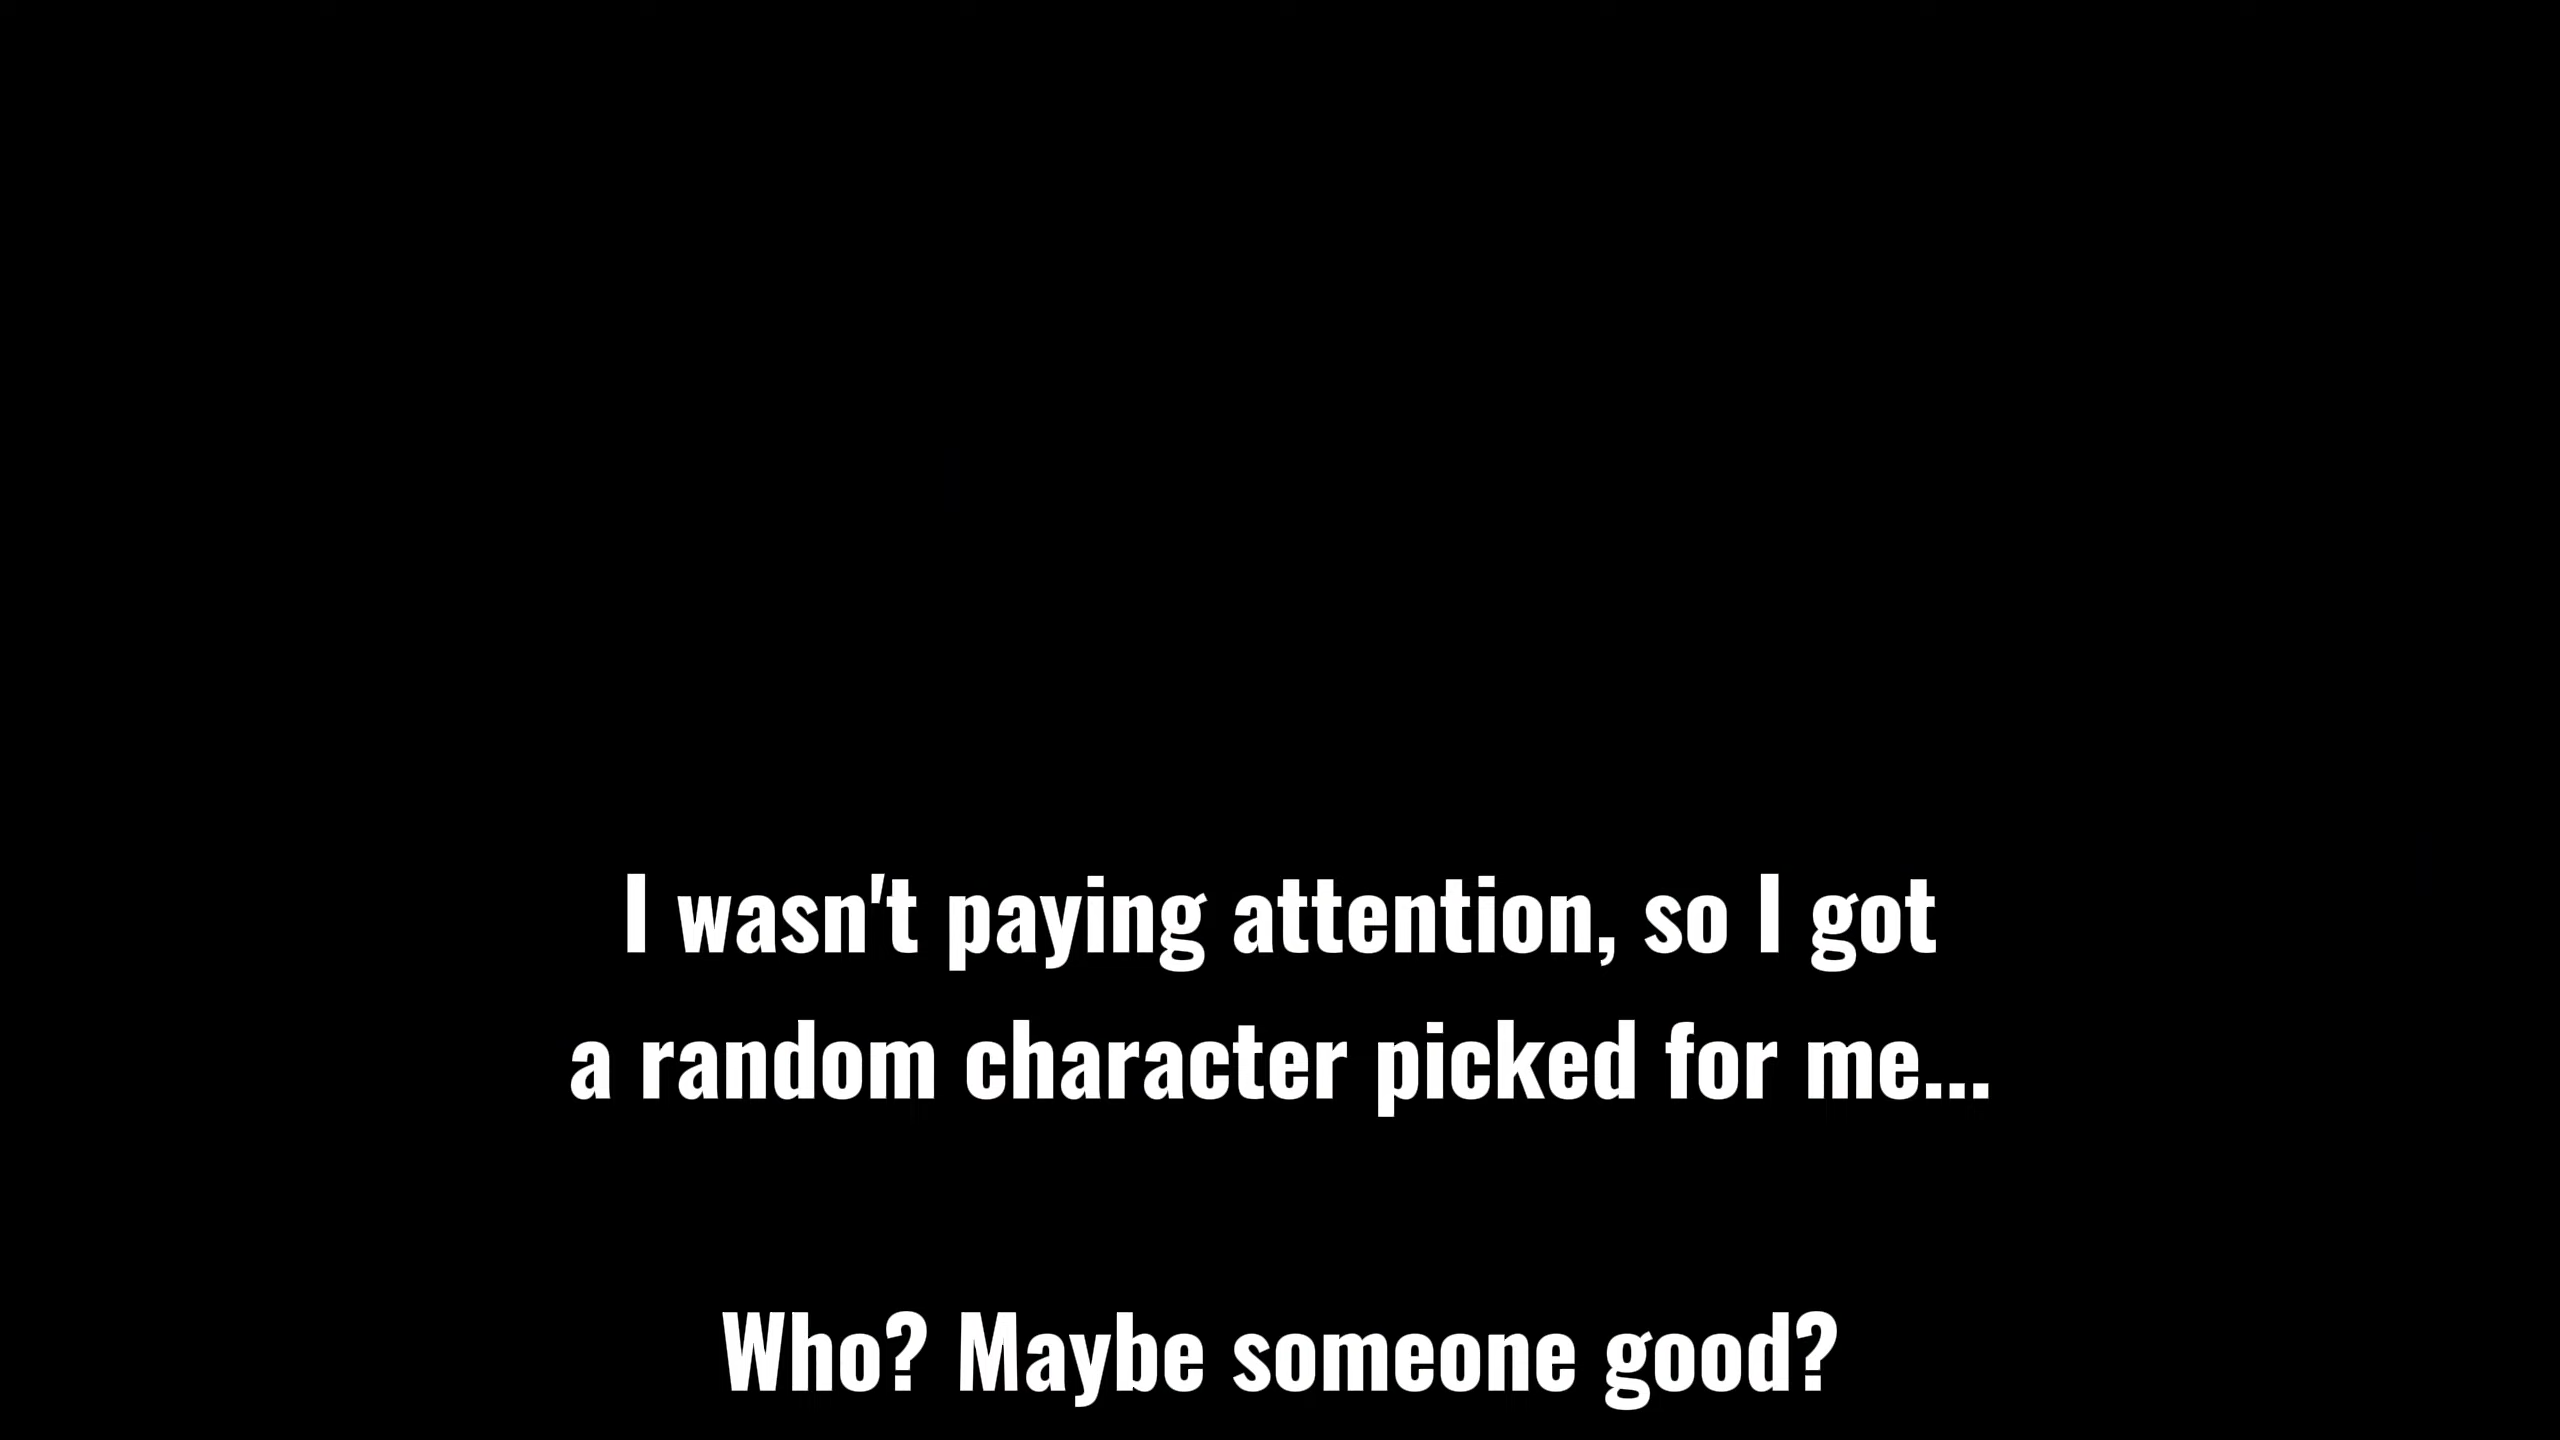 I wasn't paying attention, so I got
a random character picked for me...
Who? Maybe someone good?